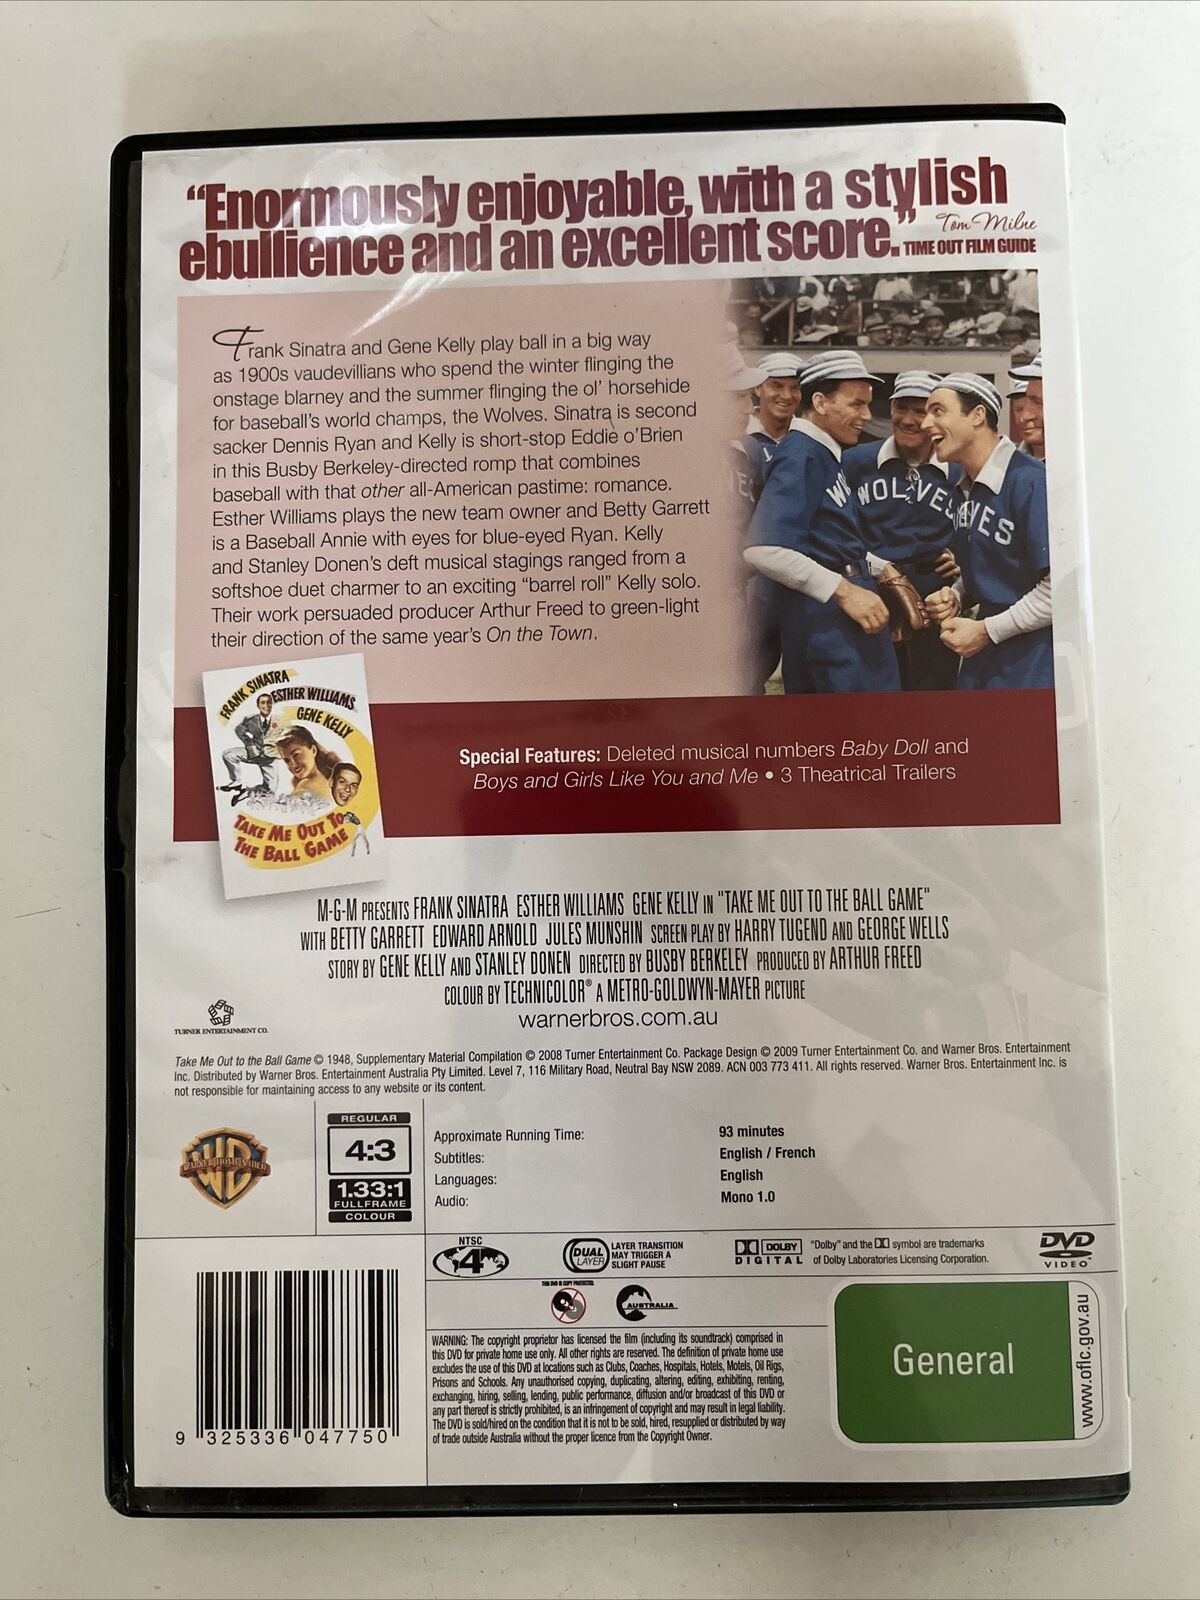 “Enormously enjoyable, with a stylish
ebullience and an excellent score.”
Tom Milne
TIME OUT FILM GUIDE
Frank Sinatra and Gene Kelly play ball in a big way
as 1900s vaudevillians who spend the winter flinging the
onstage blarney and the summer flinging the ol’ horsehide
for baseball’s world champs, the Wolves. Sinatra is second
sacker Dennis Ryan and Kelly is short-stop Eddie o’Brien
in this Busby Berkeley-directed romp that combines
baseball with that other all-American pastime: romance.
Esther Williams plays the new team owner and Betty Garrett
is a Baseball Annie with eyes for blue-eyed Ryan. Kelly
and Stanley Donen’s deft musical stagings ranged from a
softshoe duet charmer to an exciting “barrel roll” Kelly solo.
Their work persuaded producer Arthur Freed to green-light
their direction of the same year’s On the Town.
WOLVES
FRANK SINATRA
ESTHER WILLIAMS
GENE KELLY
TAKE ME OUT TO
THE BALL GAME
Special Features: Deleted musical numbers Baby Doll and
Boys and Girls Like You and Me • 3 Theatrical Trailers
M-G-M PRESENTS FRANK SINATRA ESTHER WILLIAMS GENE KELLY IN "TAKE ME OUT TO THE BALL GAME"
WITH BETTY GARRETT EDWARD ARNOLD JULES MUNSHIN SCREEN PLAY BY HARRY TUGEND AND GEORGE WELLS
STORY BY GENE KELLY AND STANLEY DONEN DIRECTED BY BUSBY BERKELEY PRODUCED BY ARTHUR FREED
COLOUR BY TECHNICOLOR® A METRO-GOLDWYN-MAYER PICTURE
warnerbros.com.au
TURNER ENTERTAINMENT CO.
Take Me Out to the Ball Game © 1948, Supplementary Material Compilation © 2008 Turner Entertainment Co. Package Design © 2009 Turner Entertainment Co. and Warner Bros. Entertainment
Inc. Distributed by Warner Bros. Entertainment Australia Pty Limited. Level 7, 116 Military Road, Neutral Bay NSW 2089. ACN 003 773 411. All rights reserved. Warner Bros. Entertainment Inc. is
not responsible for maintaining access to any website or its content.
WB
WARNER HOME VIDEO
REGULAR
4:3
1.33:1
FULLFRAME
COLOUR
Approximate Running Time: 93 minutes
Subtitles: English / French
Languages: English
Audio: Mono 1.0
NTSC
4
DUAL
LAYER
LAYER TRANSITION
MAY TRIGGER A
SLIGHT PAUSE
DOLBY
DIGITAL
"Dolby" and the DD symbol are trademarks
of Dolby Laboratories Licensing Corporation.
DVD
VIDEO
THIS DVD IS COPY PROTECTED
AUSTRALIA
WARNING: The copyright proprietor has licensed the film (including its soundtrack) comprised in
this DVD for private home use only. All other rights are reserved. The definition of private home use
excludes the use of this DVD at locations such as Clubs, Coaches, Hospitals, Hotels, Motels, Oil Rigs,
Prisons and Schools. Any unauthorised copying, duplicating, altering, editing, exhibiting, renting,
exchanging, hiring, selling, lending, public performance, diffusion and/or broadcast of this DVD or
any part thereof is strictly prohibited, is an infringement of copyright and may result in legal liability.
The DVD is sold/hired on the condition that it is not to be sold, hired, resupplied or distributed by way
of trade outside Australia without the proper licence from the Copyright Owner.
General
www.oflc.gov.au
9 325336 047750